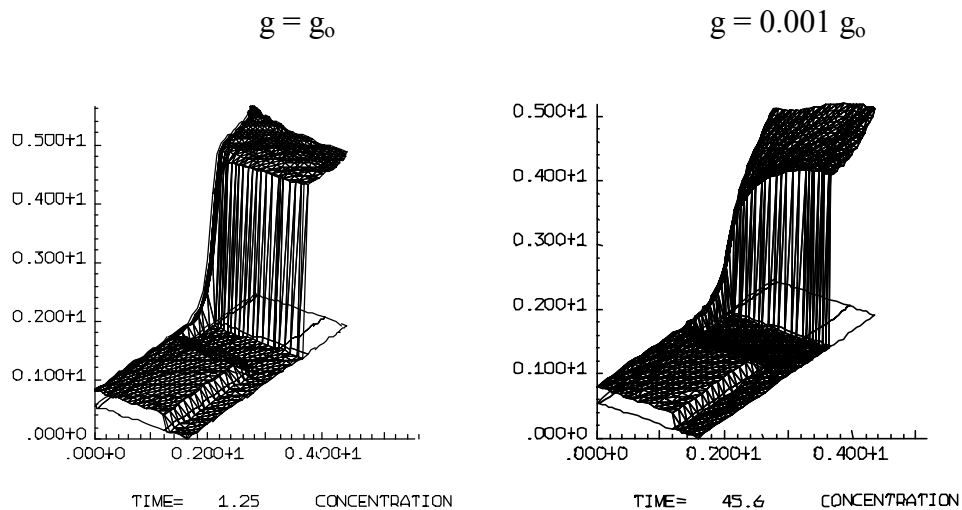 g = gₒ
g = 0.001 gₒ
0.500+1
0.400+1
0.300+1
0.200+1
0.100+1
.000+0
.000+0 0.200+1 0.400+1
TIME= 1.25 CONCENTRATION
0.500+1
0.400+1
0.300+1
0.200+1
0.100+1
.000+0
.000+0 0.200+1 0.400+1
TIME= 45.6 CONCENTRATION